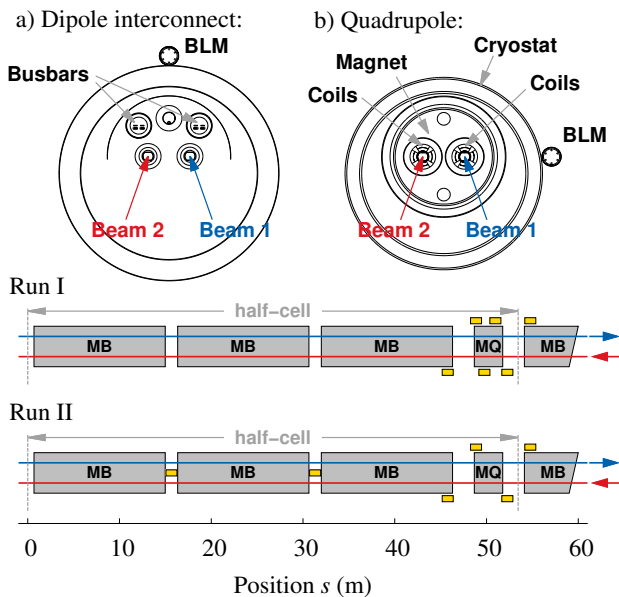 a) Dipole interconnect:
b) Quadrupole:
BLM
Busbars
Beam 2
Beam 1
Cryostat
Magnet
Coils
Coils
BLM
Beam 2
Beam 1
Run I
half-cell
MB
MB
MB
MQ
MB
Run II
half-cell
MB
MB
MB
MQ
MB
0 10 20 30 40 50 60
Position s (m)